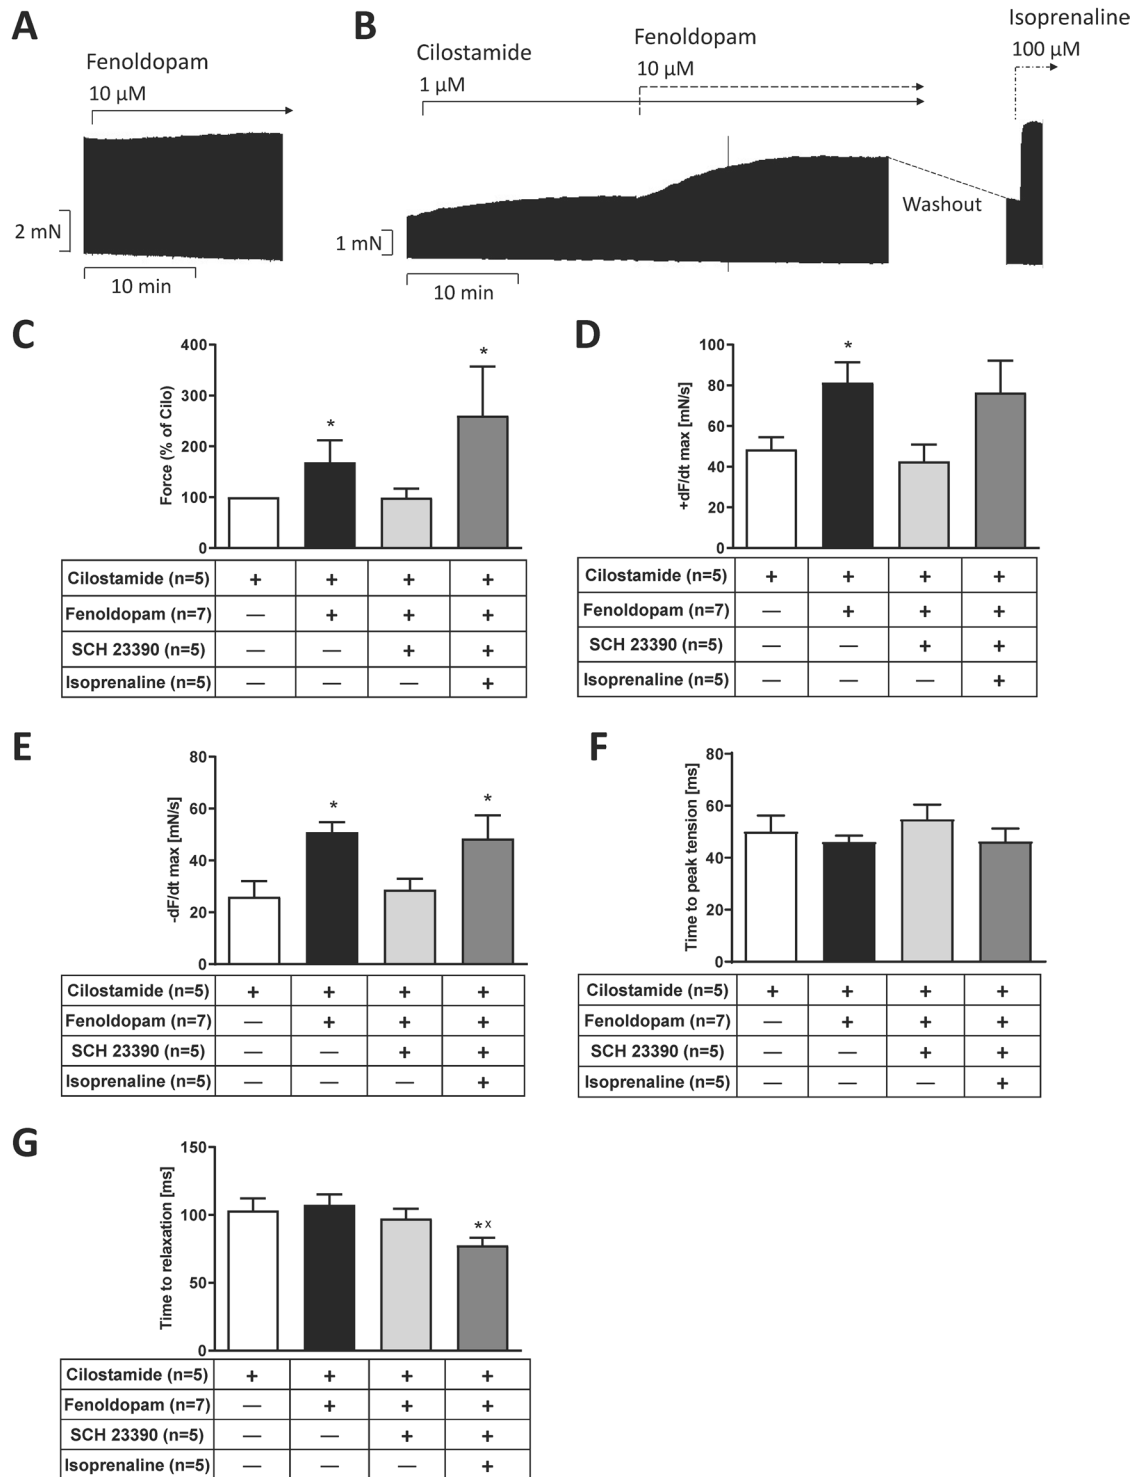 A
Fenoldopam
10 µM
2 mN
10 min
B
Cilostamide
1 µM
Fenoldopam
10 µM
Isoprenaline
100 µM
Washout
1 mN
10 min
C
Force (% of Cilo)
400
300
200
100
0
*
*
Cilostamide (n=5) + + + +
Fenoldopam (n=7) — + + +
SCH 23390 (n=5) — — + +
Isoprenaline (n=5) — — — +
D
+dF/dt max [mN/s]
100
80
60
40
20
0
*
Cilostamide (n=5) + + + +
Fenoldopam (n=7) — + + +
SCH 23390 (n=5) — — + +
Isoprenaline (n=5) — — — +
E
-dF/dt max [mN/s]
80
60
40
20
0
*
*
Cilostamide (n=5) + + + +
Fenoldopam (n=7) — + + +
SCH 23390 (n=5) — — + +
Isoprenaline (n=5) — — — +
F
Time to peak tension [ms]
80
60
40
20
0
Cilostamide (n=5) + + + +
Fenoldopam (n=7) — + + +
SCH 23390 (n=5) — — + +
Isoprenaline (n=5) — — — +
G
Time to relaxation [ms]
150
100
50
0
* x
Cilostamide (n=5) + + + +
Fenoldopam (n=7) — + + +
SCH 23390 (n=5) — — + +
Isoprenaline (n=5) — — — +